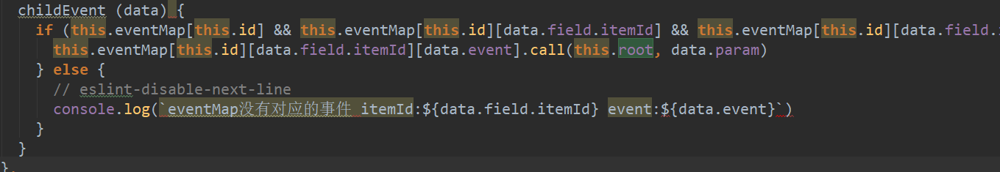 childEvent (data) {
if (this.eventMap[this.id] && this.eventMap[this.id][data.field.itemId] && this.eventMap[this.id][data.field.
this.eventMap[this.id][data.field.itemId][data.event].call(this.root, data.param)
} else {
// eslint-disable-next-line
console.log(`eventMap没有对应的事件 itemId:${data.field.itemId} event:${data.event}`)
}
}
},